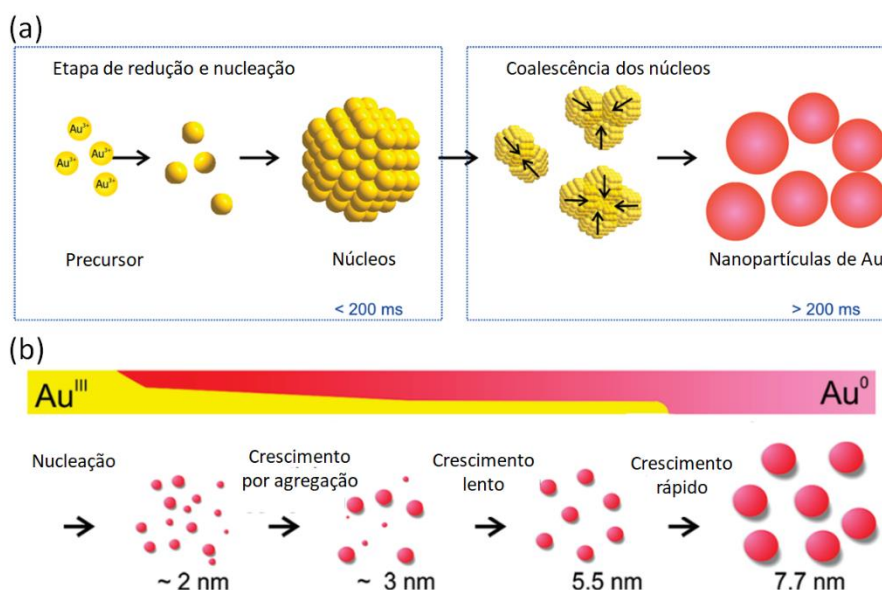 (a)
Etapa de redução e nucleação
Coalescência dos núcleos
Au³⁺
Au³⁺
Au³⁺
Au³⁺
Precursor
Núcleos
Nanopartículas de Au
< 200 ms
> 200 ms
(b)
Auᴵᴵᴵ
Au⁰
Nucleação
Crescimento
por agregação
Crescimento
lento
Crescimento
rápido
~ 2 nm
~ 3 nm
5.5 nm
7.7 nm